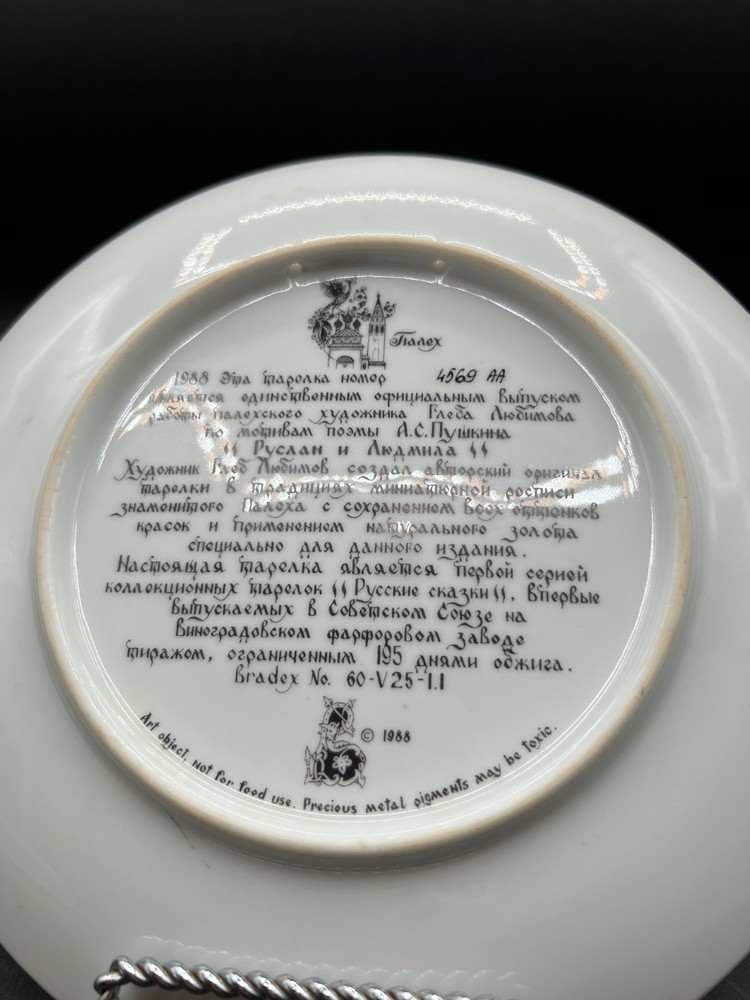 Палех
1988 Эта тарелка номер 4569 АА
является единственным официальным выпуском
работы палехского художника Глеба Любимова
по мотивам поэмы А.С.Пушкина
"Руслан и Людмила"
Художник Глеб Любимов создал авторский оригинал
тарелки в традициях миниатюрной росписи
знаменитого Палеха с сохранением всех оттенков
красок и применением натурального золота
специально для данного издания.
Настоящая тарелка является первой серией
коллекционных тарелок "Русские сказки", впервые
выпускаемых в Советском Союзе на
Виноградовском фарфоровом заводе
тиражом, ограниченным 195 днями обжига.
Bradex No. 60-V25-1.1
© 1988
Art object, not for food use. Precious metal pigments may be toxic.